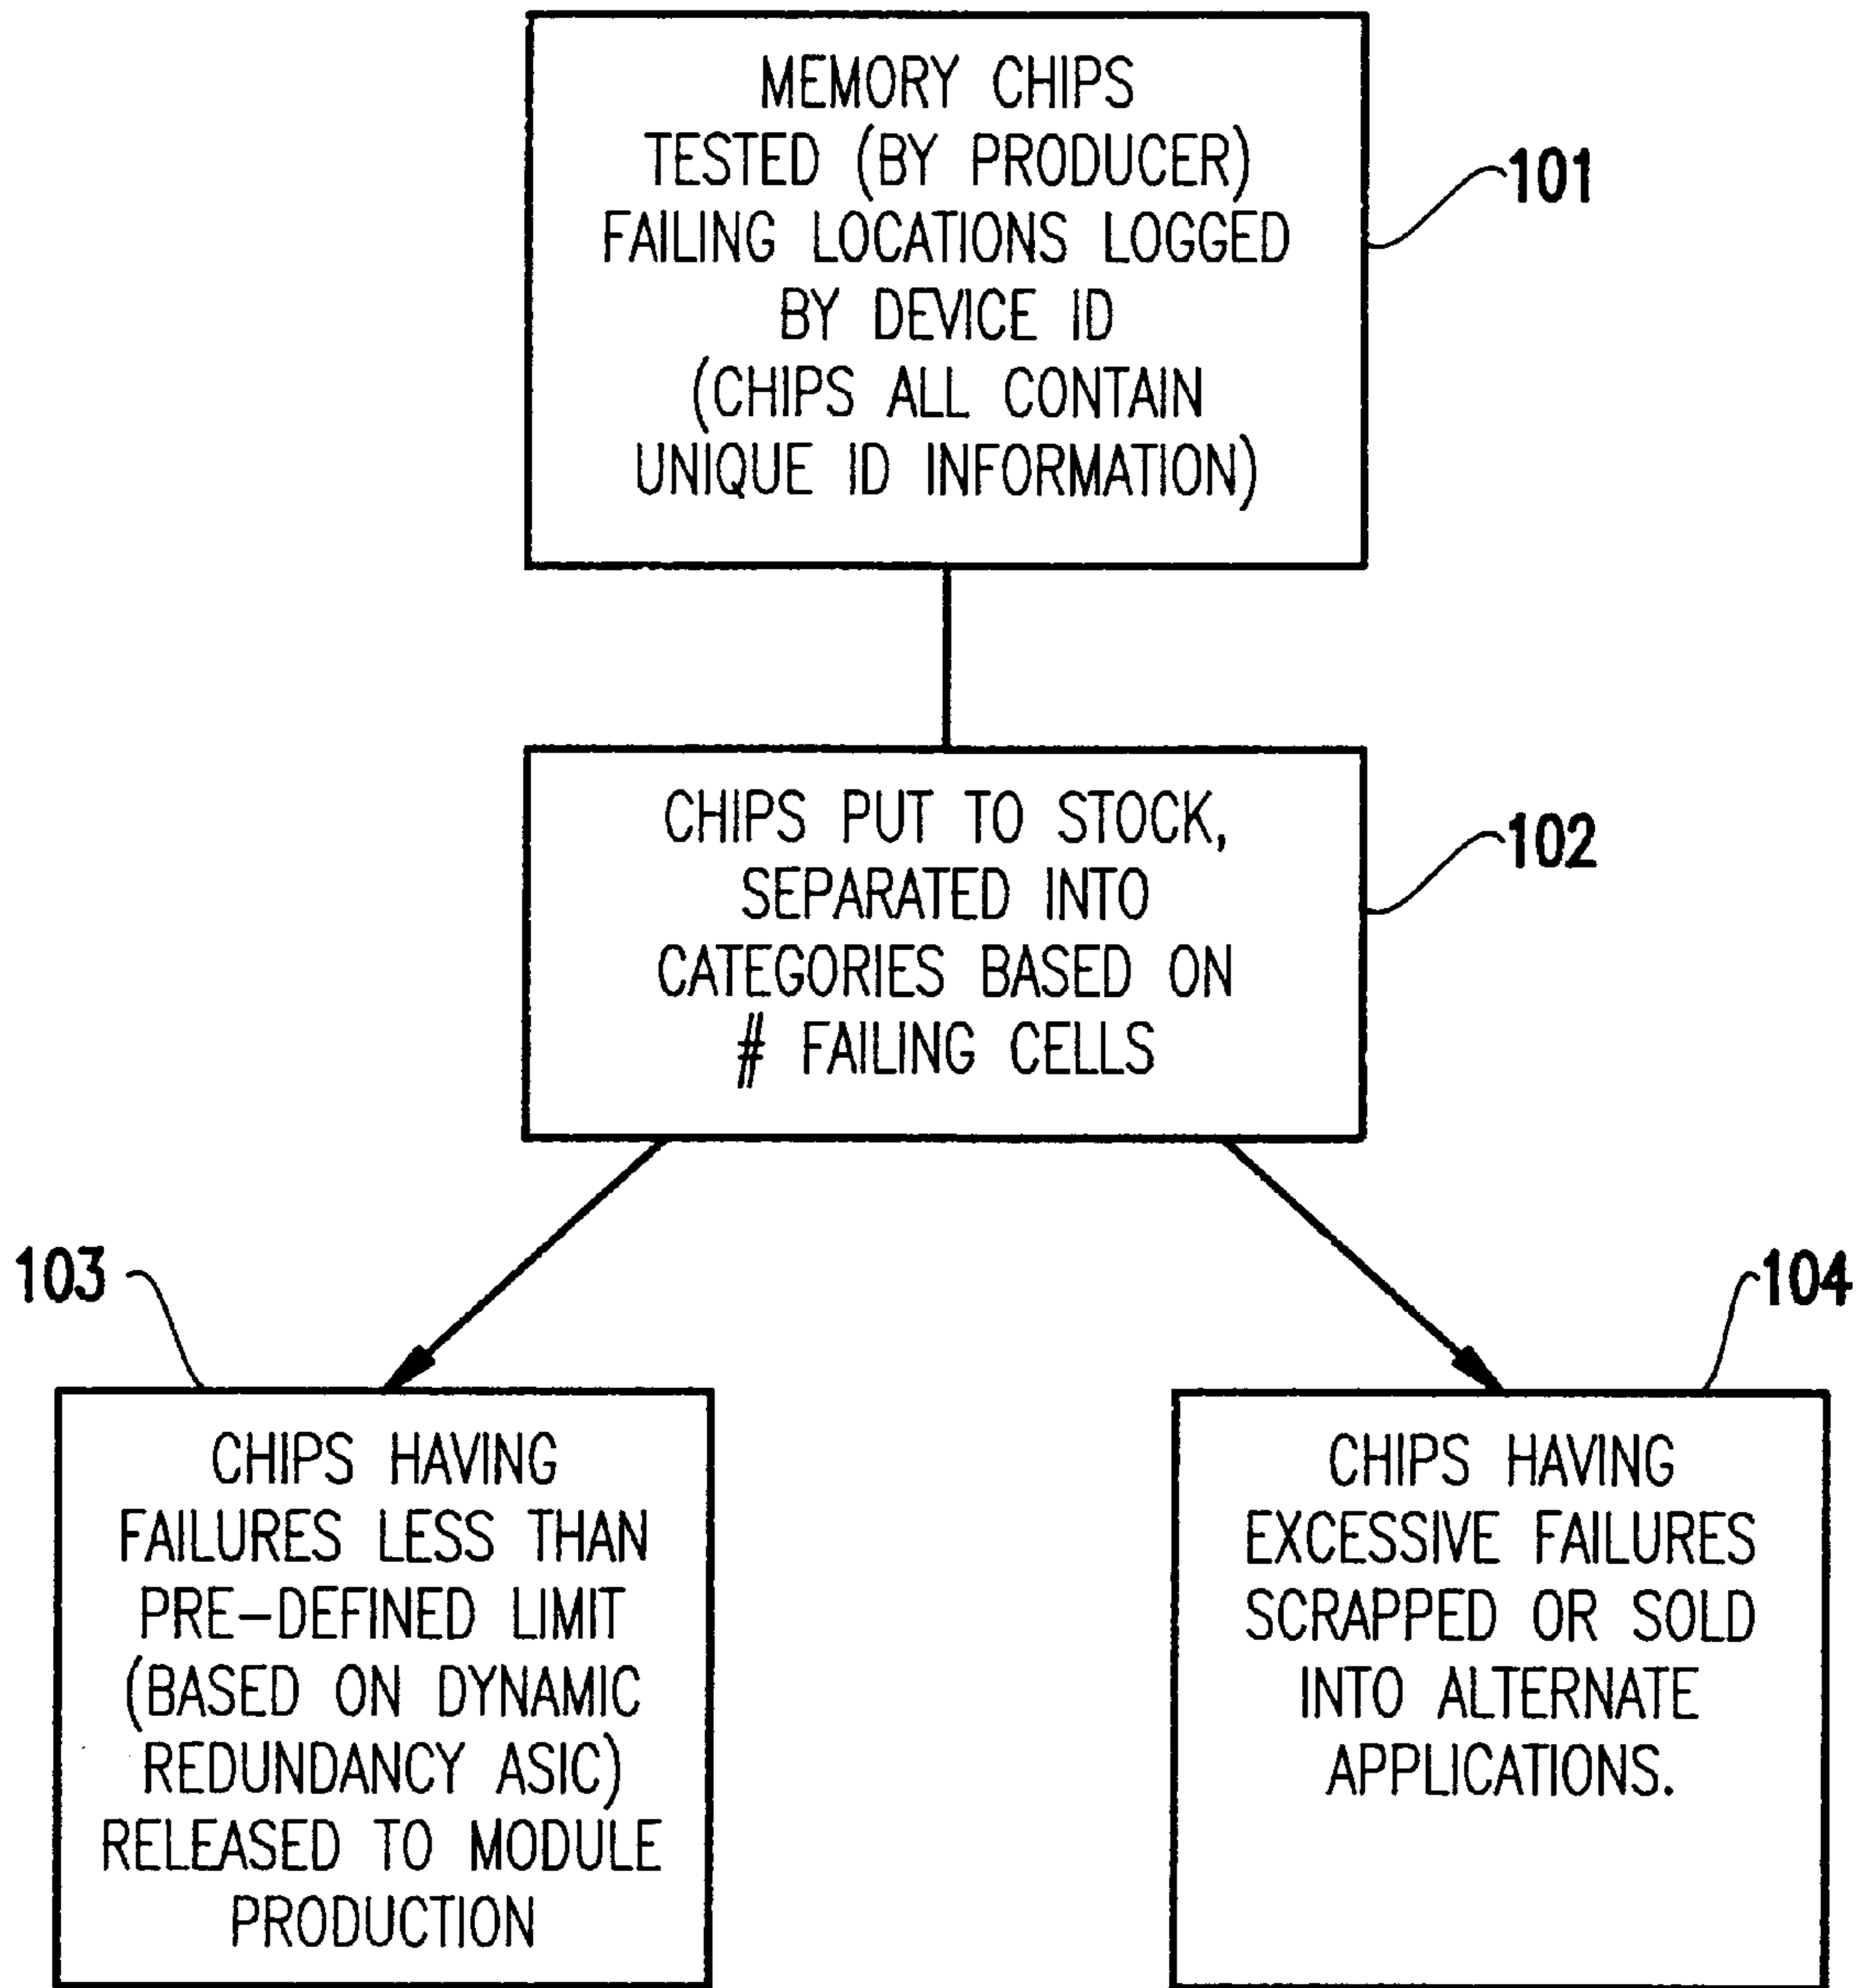 MEMORY CHIPS
TESTED (BY PRODUCER)
FAILING LOCATIONS LOGGED
BY DEVICE ID
(CHIPS ALL CONTAIN
UNIQUE ID INFORMATION)
101
CHIPS PUT TO STOCK,
SEPARATED INTO
CATEGORIES BASED ON
# FAILING CELLS
102
103
CHIPS HAVING
FAILURES LESS THAN
PRE-DEFINED LIMIT
(BASED ON DYNAMIC
REDUNDANCY ASIC)
RELEASED TO MODULE
PRODUCTION
104
CHIPS HAVING
EXCESSIVE FAILURES
SCRAPPED OR SOLD
INTO ALTERNATE
APPLICATIONS.